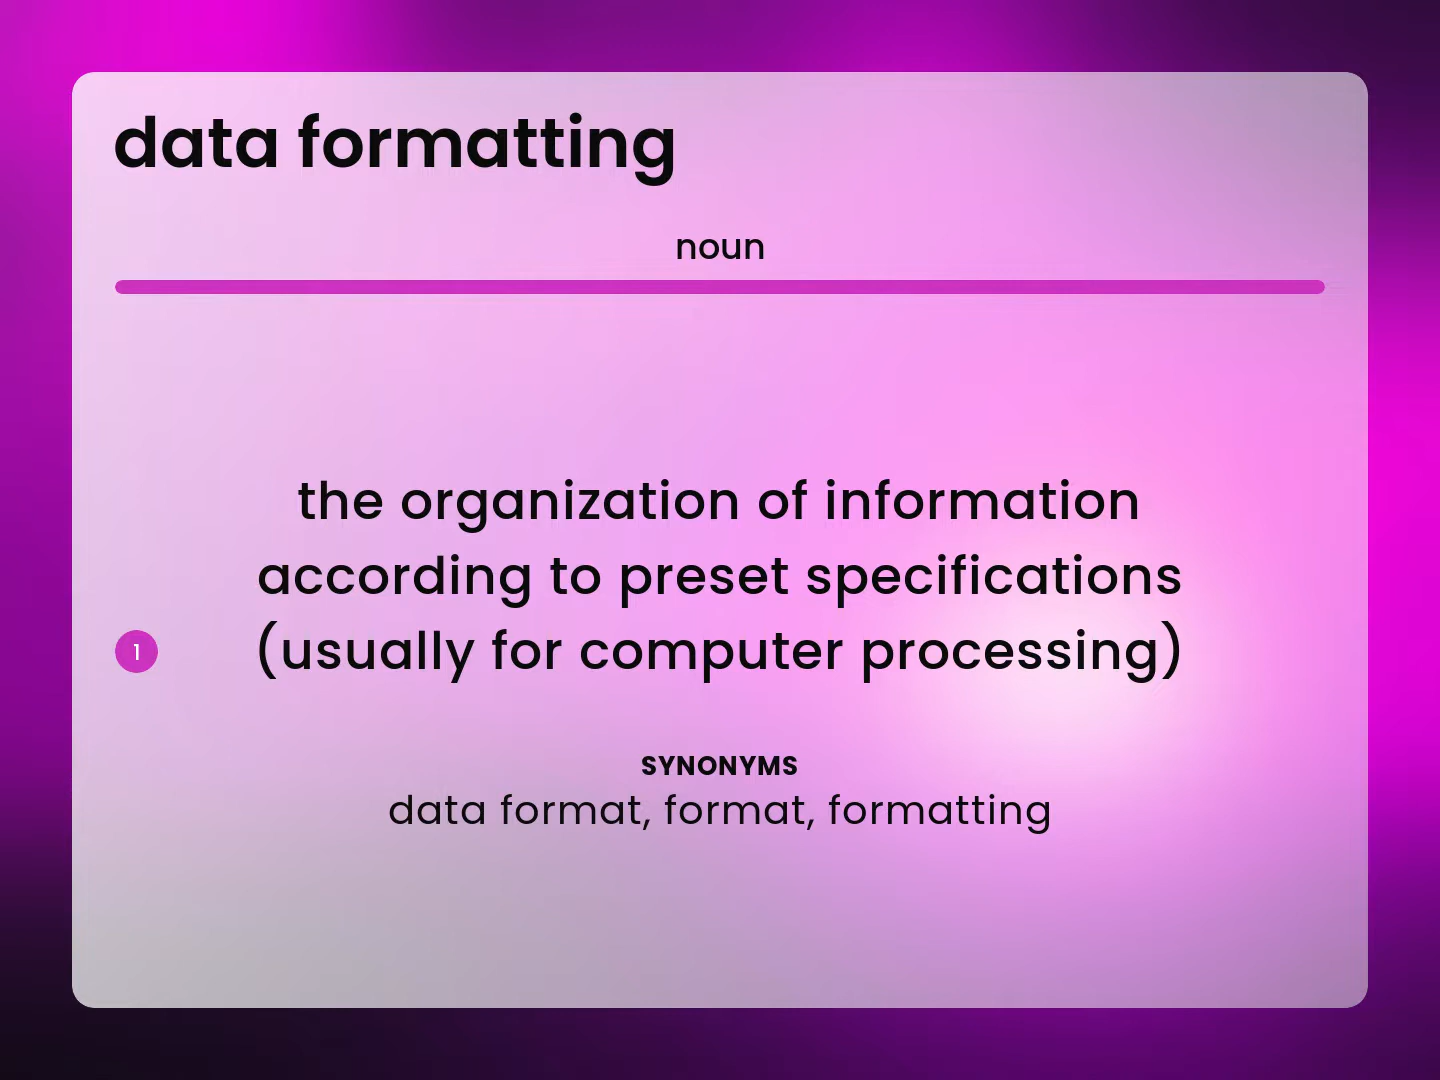 data formatting
noun
the organization of information
according to preset specifications
1 (usually for computer processing)
SYNONYMS
data format, format, formatting